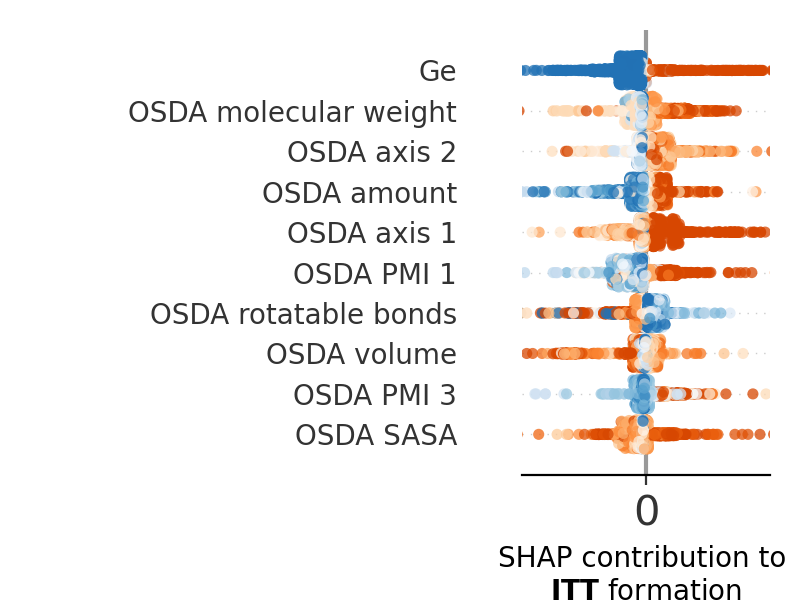 Ge
OSDA molecular weight
OSDA axis 2
OSDA amount
OSDA axis 1
OSDA PMI 1
OSDA rotatable bonds
OSDA volume
OSDA PMI 3
OSDA SASA
0
SHAP contribution to
ITT formation